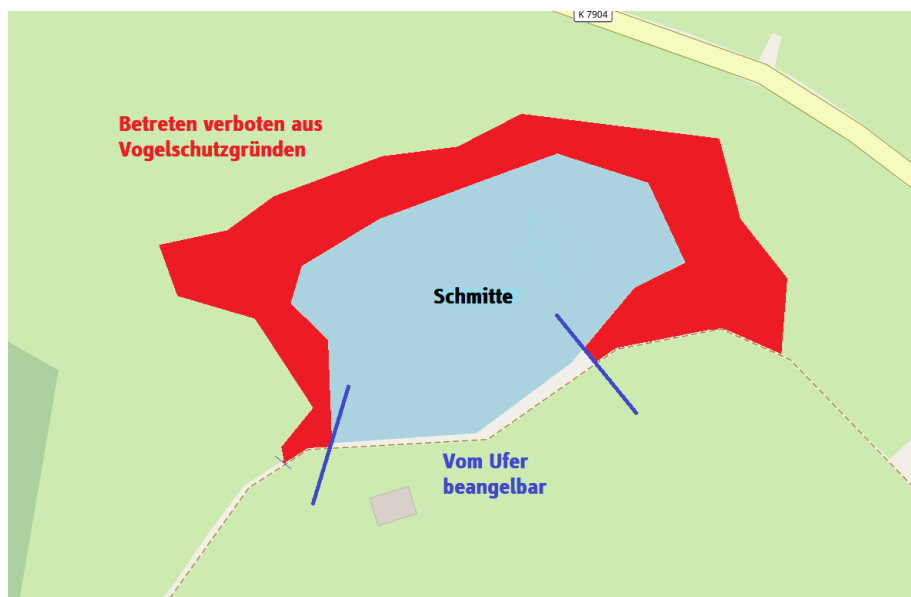 K 7904
Betreten verboten aus
Vogelschutzgründen
Schmitte
Vom Ufer
beangelbar